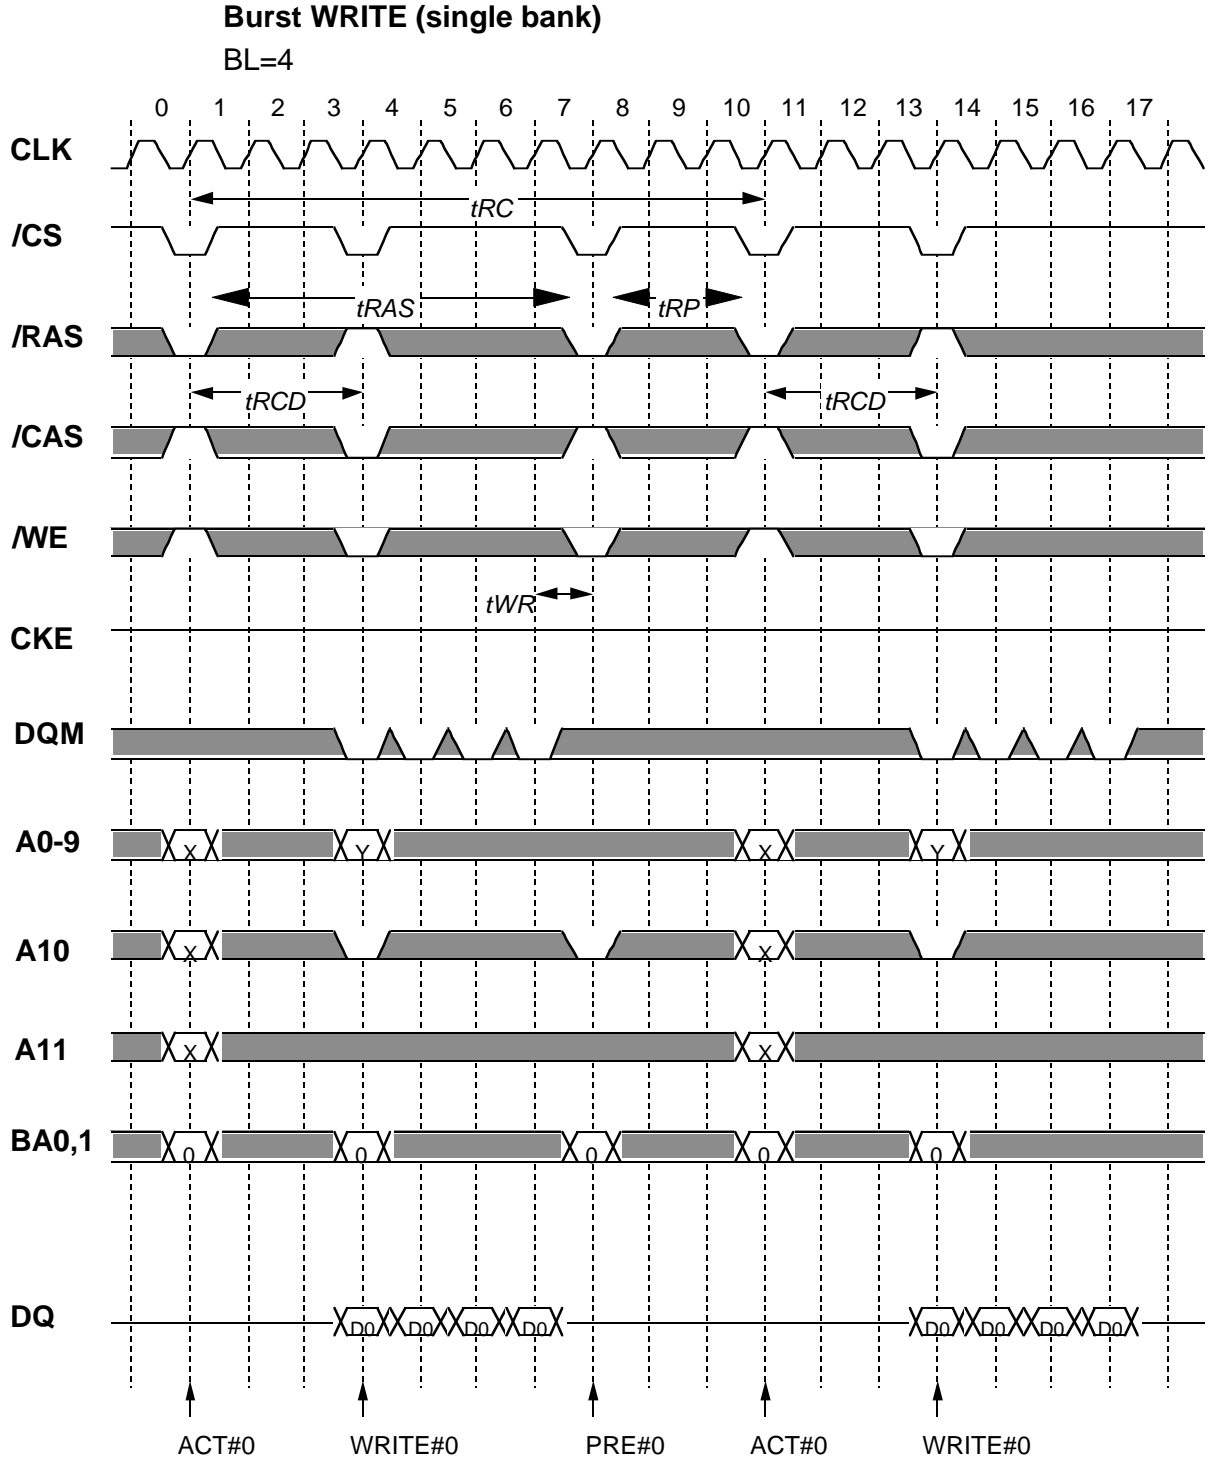 Burst WRITE (single bank)
BL=4
0 1 2 3 4 5 6 7 8 9 10 11 12 13 14 15 16 17
CLK
tRC
/CS
tRAS tRP
/RAS
tRCD tRCD
/CAS
/WE
tWR
CKE
DQM
A0-9 X Y X Y
A10 X X
A11 X X
BA0,1 0 0 0 0 0
DQ D0 D0 D0 D0 D0 D0 D0 D0
ACT#0 WRITE#0 PRE#0 ACT#0 WRITE#0